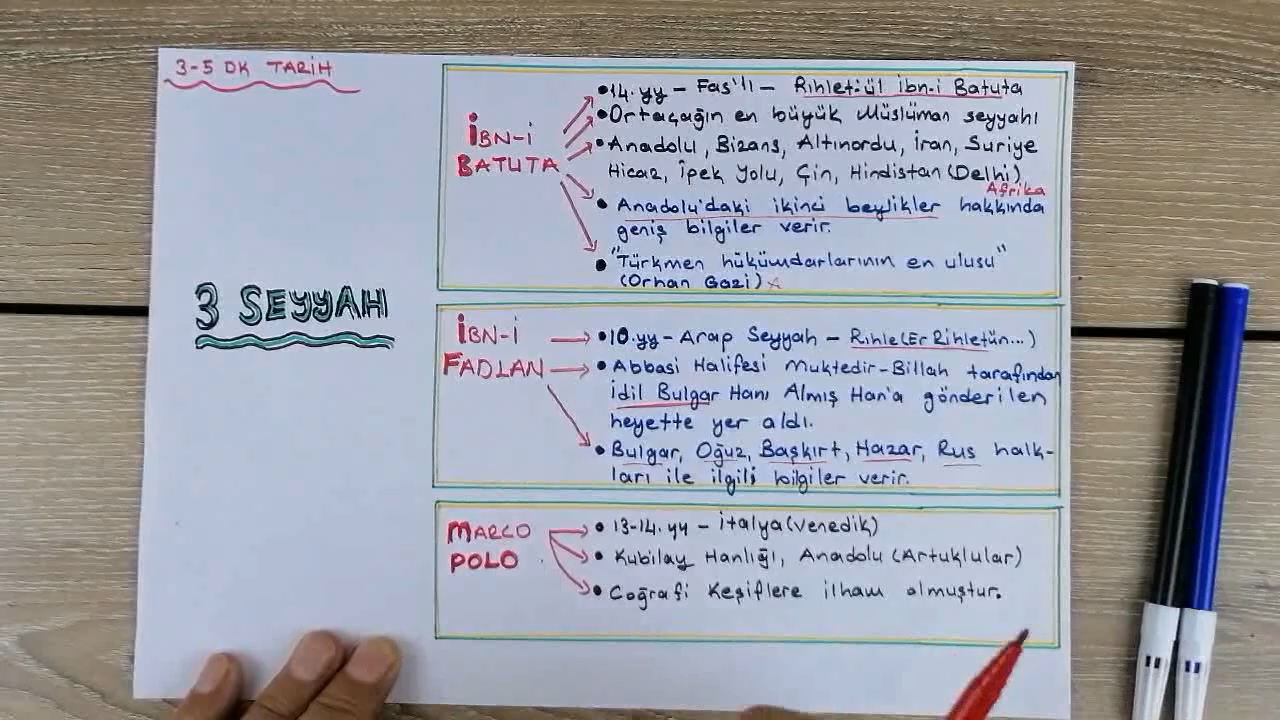 3-5 DK TARİH
3 SEYYAH
İBN-İ
BATUTA
•14.yy - Fas'lı - Rıhlet-ül İbn-i Batuta
•Ortaçağın en büyük Müslüman seyyahı
•Anadolu, Bizans, Altınordu, İran, Suriye
Hicaz, İpek Yolu, Çin, Hindistan (Delhi)
Afrika
• Anadolu'daki ikinci beylikler hakkında
geniş bilgiler verir.
• "Türkmen hükümdarlarının en ulusu"
(Orhan Gazi)
İBN-İ
FADLAN
•10.yy - Arap Seyyah - Rıhle(Er Rihletün...)
• Abbasi Halifesi Muktedir-Billah tarafından
İdil Bulgar Hanı Almış Han'a gönderilen
heyette yer aldı.
• Bulgar, Oğuz, Başkırt, Hazar, Rus halk-
ları ile ilgili bilgiler verir.
MARCO
POLO
• 13-14.yy - İtalya(Venedik)
• Kubilay Hanlığı, Anadolu (Artuklular)
• Coğrafi Keşiflere ilham olmuştur.